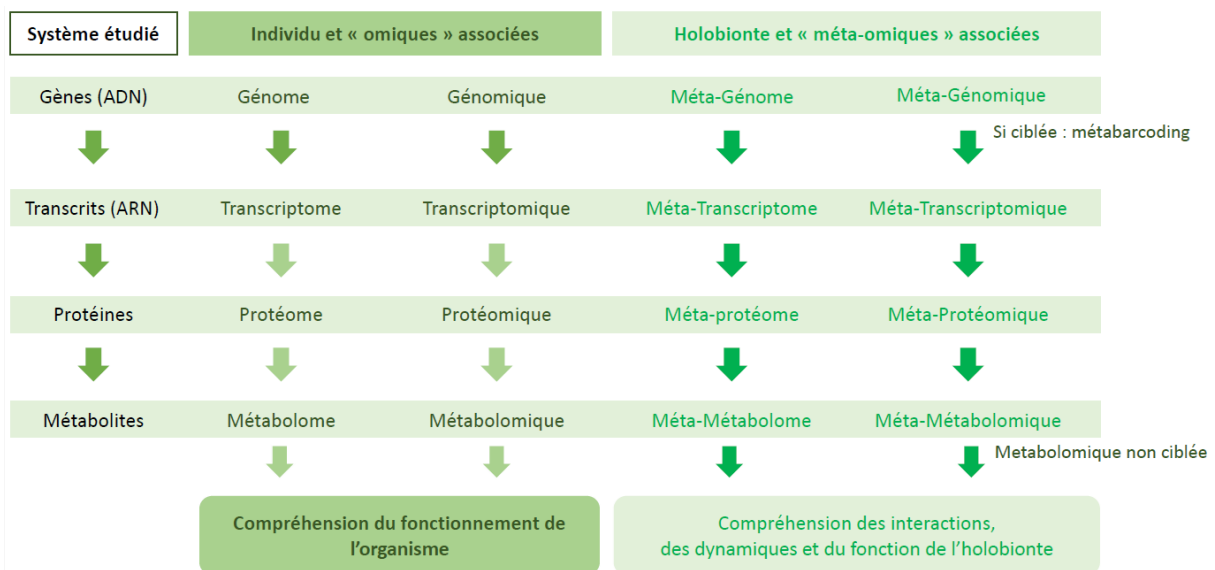 Système étudié
Individu et « omiques » associées
Holobionte et « méta-omiques » associées
Gènes (ADN)
Génome
Génomique
Méta-Génome
Méta-Génomique
Si ciblée : métabarcoding
Transcrits (ARN)
Transcriptome
Transcriptomique
Méta-Transcriptome
Méta-Transcriptomique
Protéines
Protéome
Protéomique
Méta-protéome
Méta-Protéomique
Métabolites
Métabolome
Métabolomique
Méta-Métabolome
Méta-Métabolomique
Metabolomique non ciblée
Compréhension du fonctionnement de
l’organisme
Compréhension des interactions,
des dynamiques et du fonction de l’holobionte